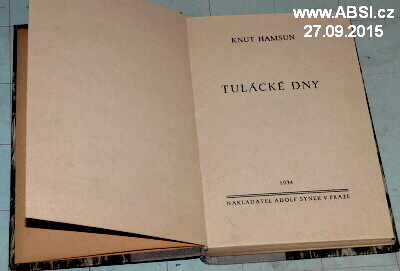 www.ABSI.cz
27.09.2015
KNUT HAMSUN
TULÁCKÉ DNY
1934
NAKLADATEL ADOLF SYNEK V PRAZE